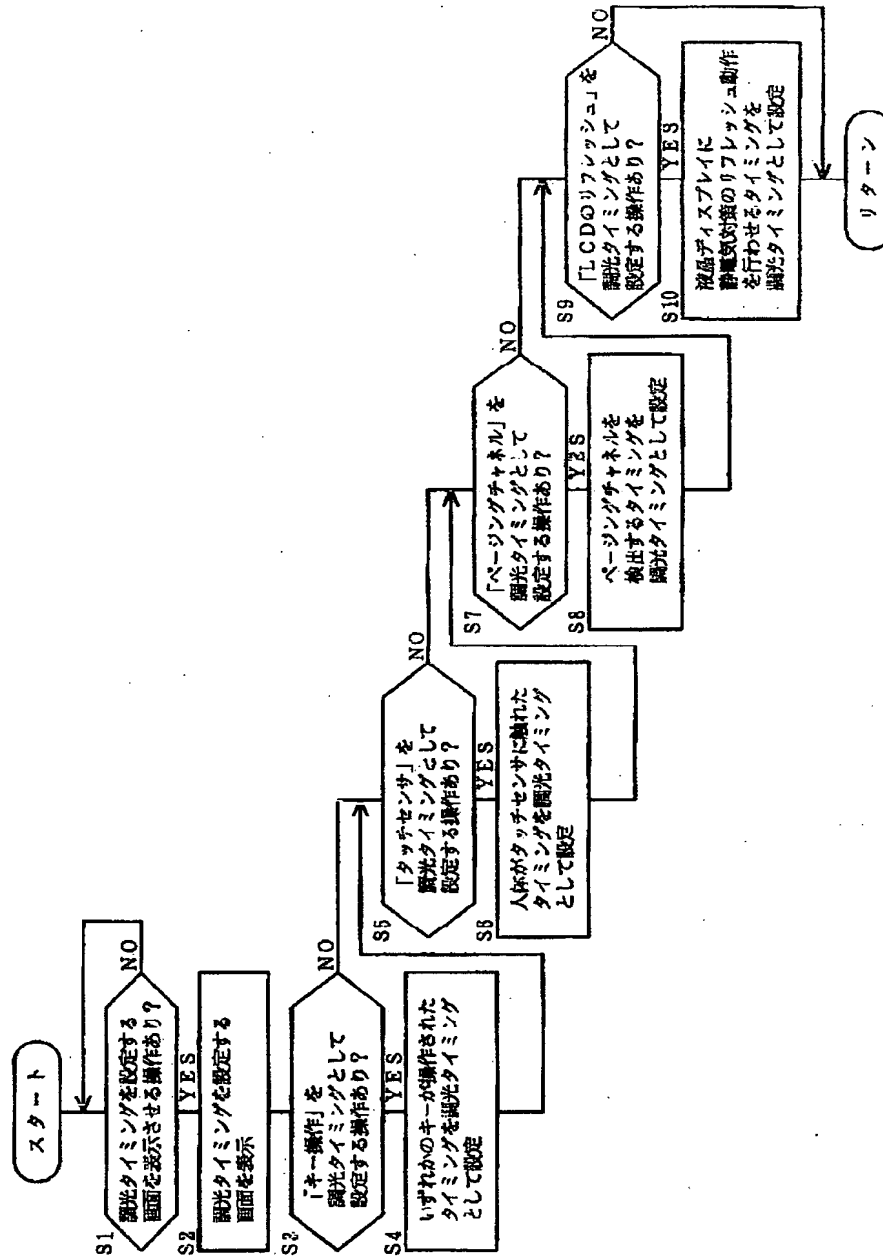 スタート
S1
調光タイミングを設定する
画面を表示させる操作あり?
NO
YES
S2
調光タイミングを設定する
画面を表示
S3
「キー操作」を
調光タイミングとして
設定する操作あり?
NO
YES
S4
いずれかのキーが操作された
タイミングを調光タイミング
として設定
S5
「タッチセンサ」を
調光タイミングとして
設定する操作あり?
NO
YES
S6
人体がタッチセンサに触れた
タイミングを調光タイミング
として設定
S7
「ページングチャネル」を
調光タイミングとして
設定する操作あり?
NO
YES
S8
ページングチャネルを
検出するタイミングを
調光タイミングとして設定
S9
「LCDのリフレッシュ」を
調光タイミングとして
設定する操作あり?
NO
YES
S10
液晶ディスプレイに
静電気対策のリフレッシュ動作
を行わせるタイミングを
調光タイミングとして設定
リターン